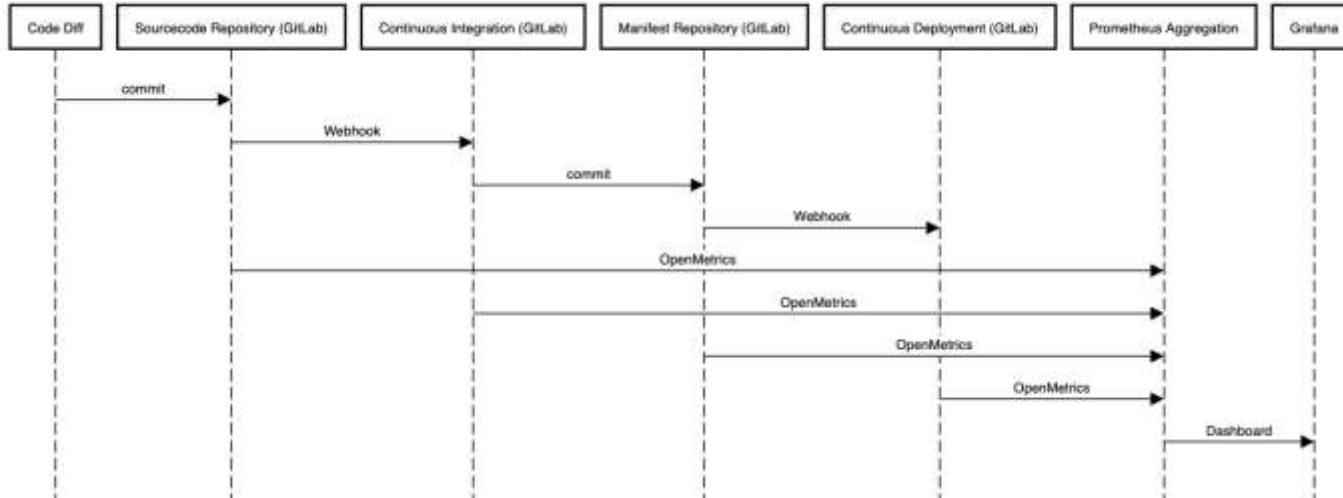 Code Diff
Sourcecode Repository (GitLab)
Continuous Integration (GitLab)
Manifest Repository (GitLab)
Continuous Deployment (GitLab)
Prometheus Aggregation
Grafana
commit
Webhook
commit
Webhook
OpenMetrics
OpenMetrics
OpenMetrics
OpenMetrics
Dashboard